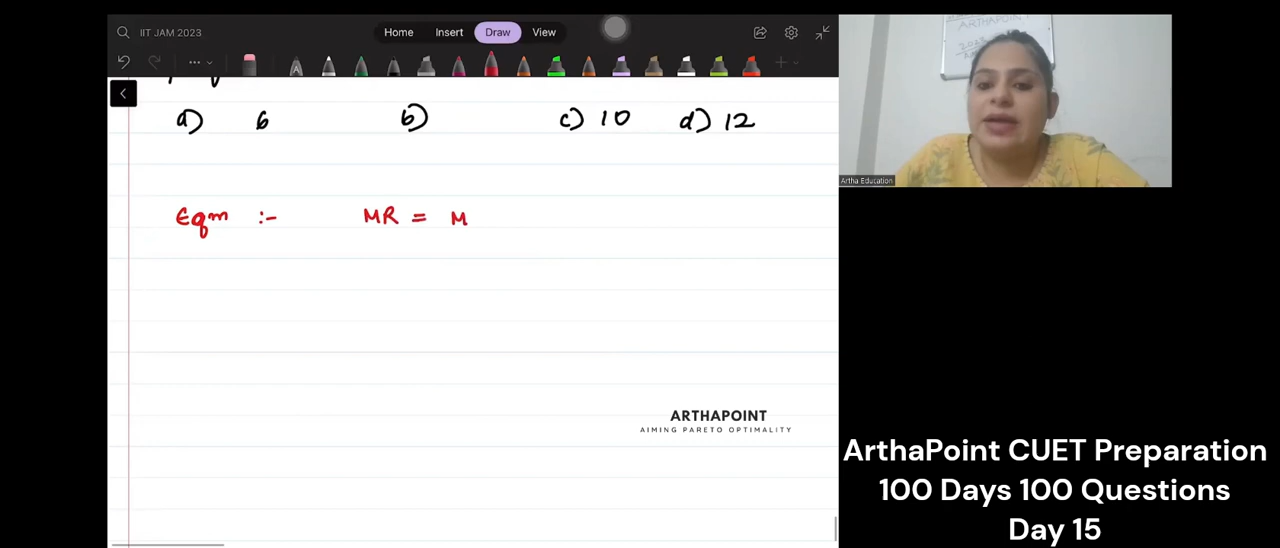 IIT JAM 2023
Home Insert Draw View
a) 6 b) c) 10 d) 12
Eqm :- MR = M
ARTHAPOINT
AIMING PARETO OPTIMALITY
ARTHAPOINT
Artha Education
ArthaPoint CUET Preparation
100 Days 100 Questions
Day 15